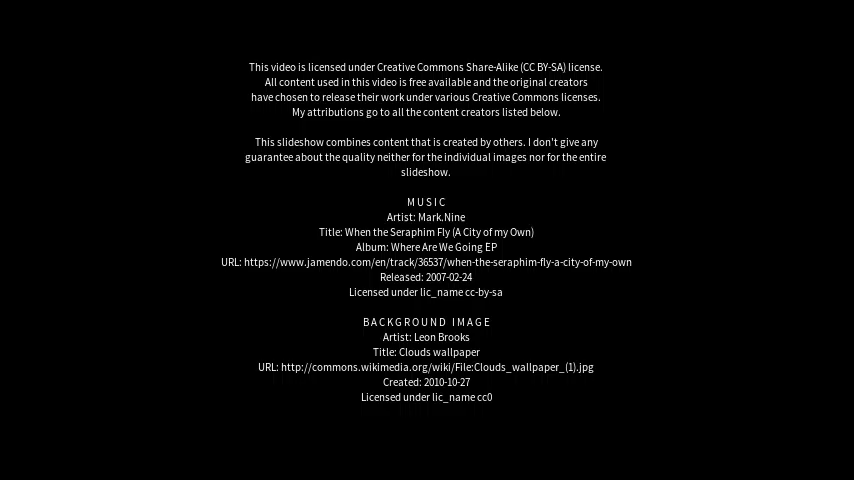 This video is licensed under Creative Commons Share-Alike (CC BY-SA) license.
All content used in this video is free available and the original creators
have chosen to release their work under various Creative Commons licenses.
My attributions go to all the content creators listed below.
This slideshow combines content that is created by others. I don't give any
guarantee about the quality neither for the individual images nor for the entire
slideshow.
MUSIC
Artist: Mark.Nine
Title: When the Seraphim Fly (A City of my Own)
Album: Where Are We Going EP
URL: https://www.jamendo.com/en/track/36537/when-the-seraphim-fly-a-city-of-my-own
Released: 2007-02-24
Licensed under lic_name cc-by-sa
BACKGROUND IMAGE
Artist: Leon Brooks
Title: Clouds wallpaper
URL: http://commons.wikimedia.org/wiki/File:Clouds_wallpaper_(1).jpg
Created: 2010-10-27
Licensed under lic_name cc0